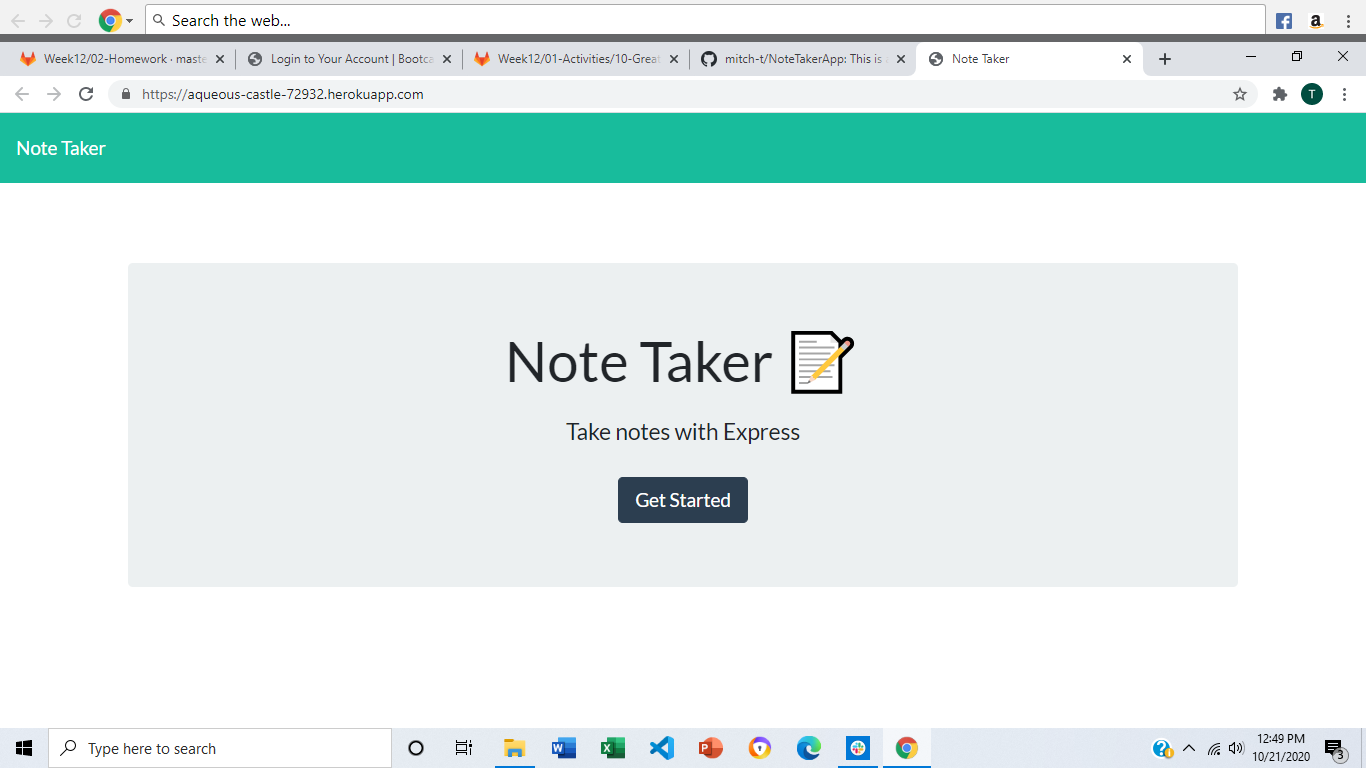 Search the web...
Week12/02-Homework · maste
Login to Your Account | Bootca
Week12/01-Activities/10-Great
mitch-t/NoteTakerApp: This is a
Note Taker
https://aqueous-castle-72932.herokuapp.com
T
Note Taker
Note Taker
Take notes with Express
Get Started
Type here to search
12:49 PM
10/21/2020
3